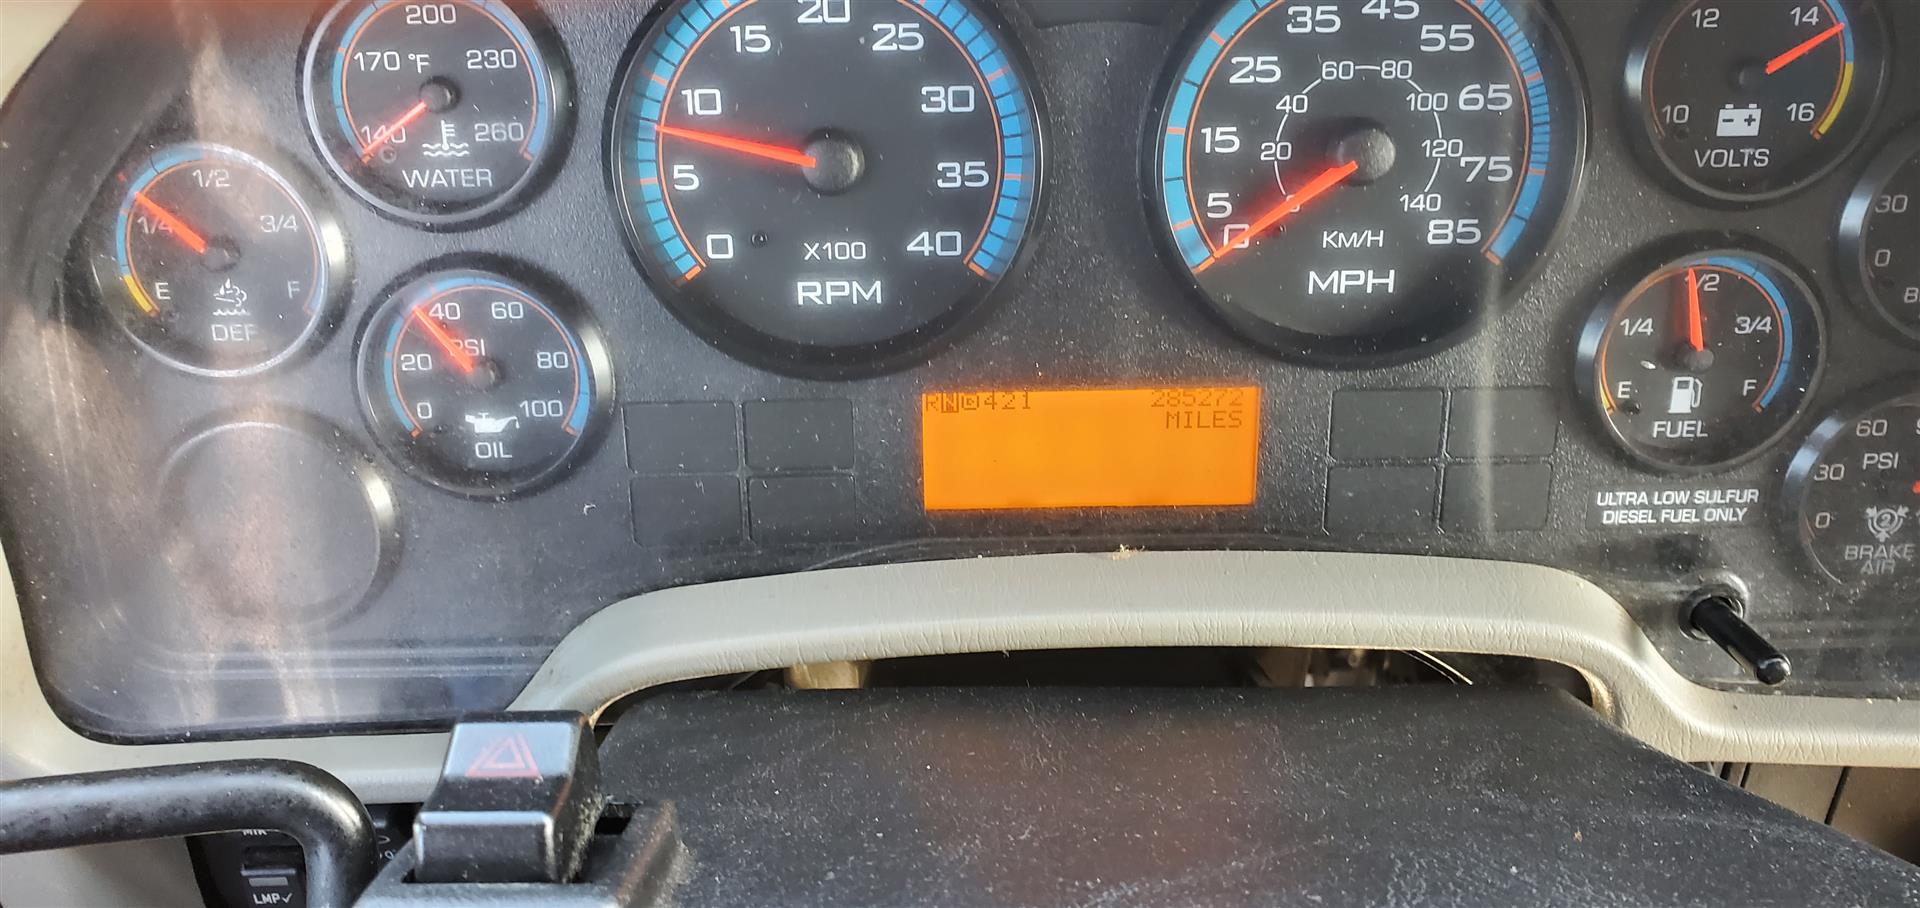 200
170 °F 230
140 260
WATER
1/2
1/4 3/4
E F
DEF
40 60
PSI
20 80
0 100
OIL
20
15 25
10 30
5 35
0 40
X100
RPM
45
35 55
25 65
15 75
5 85
0
60 80
40 100
20 120
140
KM/H
MPH
12 14
10 16
VOLTS
30
0
1/2
1/4 3/4
E F
FUEL
RND421 285272
MILES
ULTRA LOW SULFUR
DIESEL FUEL ONLY
60
30 PSI
0
2
BRAKE
AIR
LMP✓